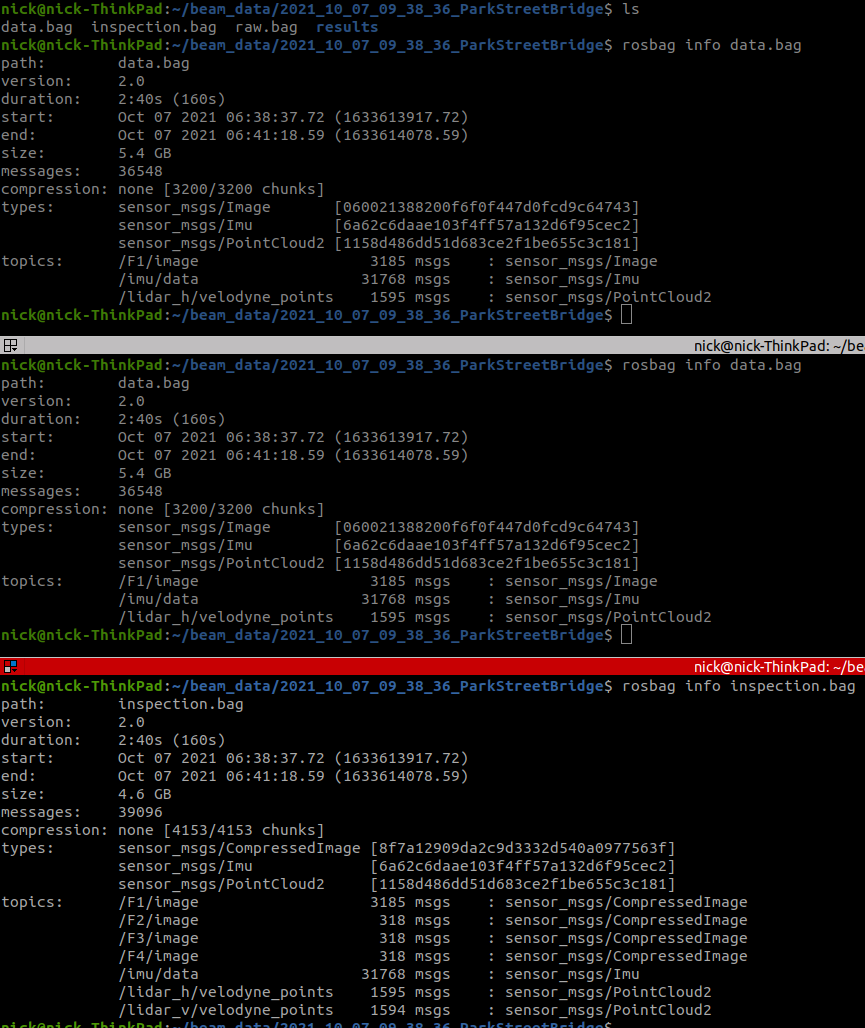 nick@nick-ThinkPad:~/beam_data/2021_10_07_09_38_36_ParkStreetBridge$ ls
data.bag  inspection.bag  raw.bag  results
nick@nick-ThinkPad:~/beam_data/2021_10_07_09_38_36_ParkStreetBridge$ rosbag info data.bag
path:        data.bag
version:     2.0
duration:    2:40s (160s)
start:       Oct 07 2021 06:38:37.72 (1633613917.72)
end:         Oct 07 2021 06:41:18.59 (1633614078.59)
size:        5.4 GB
messages:    36548
compression: none [3200/3200 chunks]
types:       sensor_msgs/Image       [060021388200f6f0f447d0fcd9c64743]
             sensor_msgs/Imu         [6a62c6daae103f4ff57a132d6f95cec2]
             sensor_msgs/PointCloud2 [1158d486dd51d683ce2f1be655c3c181]
topics:      /F1/image                   3185 msgs    : sensor_msgs/Image
             /imu/data                  31768 msgs    : sensor_msgs/Imu
             /lidar_h/velodyne_points    1595 msgs    : sensor_msgs/PointCloud2
nick@nick-ThinkPad:~/beam_data/2021_10_07_09_38_36_ParkStreetBridge$
nick@nick-ThinkPad: ~/bea
nick@nick-ThinkPad:~/beam_data/2021_10_07_09_38_36_ParkStreetBridge$ rosbag info data.bag
path:        data.bag
version:     2.0
duration:    2:40s (160s)
start:       Oct 07 2021 06:38:37.72 (1633613917.72)
end:         Oct 07 2021 06:41:18.59 (1633614078.59)
size:        5.4 GB
messages:    36548
compression: none [3200/3200 chunks]
types:       sensor_msgs/Image       [060021388200f6f0f447d0fcd9c64743]
             sensor_msgs/Imu         [6a62c6daae103f4ff57a132d6f95cec2]
             sensor_msgs/PointCloud2 [1158d486dd51d683ce2f1be655c3c181]
topics:      /F1/image                   3185 msgs    : sensor_msgs/Image
             /imu/data                  31768 msgs    : sensor_msgs/Imu
             /lidar_h/velodyne_points    1595 msgs    : sensor_msgs/PointCloud2
nick@nick-ThinkPad:~/beam_data/2021_10_07_09_38_36_ParkStreetBridge$
nick@nick-ThinkPad: ~/bea
nick@nick-ThinkPad:~/beam_data/2021_10_07_09_38_36_ParkStreetBridge$ rosbag info inspection.bag
path:        inspection.bag
version:     2.0
duration:    2:40s (160s)
start:       Oct 07 2021 06:38:37.72 (1633613917.72)
end:         Oct 07 2021 06:41:18.59 (1633614078.59)
size:        4.6 GB
messages:    39096
compression: none [4153/4153 chunks]
types:       sensor_msgs/CompressedImage [8f7a12909da2c9d3332d540a0977563f]
             sensor_msgs/Imu             [6a62c6daae103f4ff57a132d6f95cec2]
             sensor_msgs/PointCloud2     [1158d486dd51d683ce2f1be655c3c181]
topics:      /F1/image                   3185 msgs    : sensor_msgs/CompressedImage
             /F2/image                    318 msgs    : sensor_msgs/CompressedImage
             /F3/image                    318 msgs    : sensor_msgs/CompressedImage
             /F4/image                    318 msgs    : sensor_msgs/CompressedImage
             /imu/data                  31768 msgs    : sensor_msgs/Imu
             /lidar_h/velodyne_points    1595 msgs    : sensor_msgs/PointCloud2
             /lidar_v/velodyne_points    1594 msgs    : sensor_msgs/PointCloud2
nick@nick-ThinkPad:~/beam_data/2021_10_07_09_38_36_ParkStreetBridge$